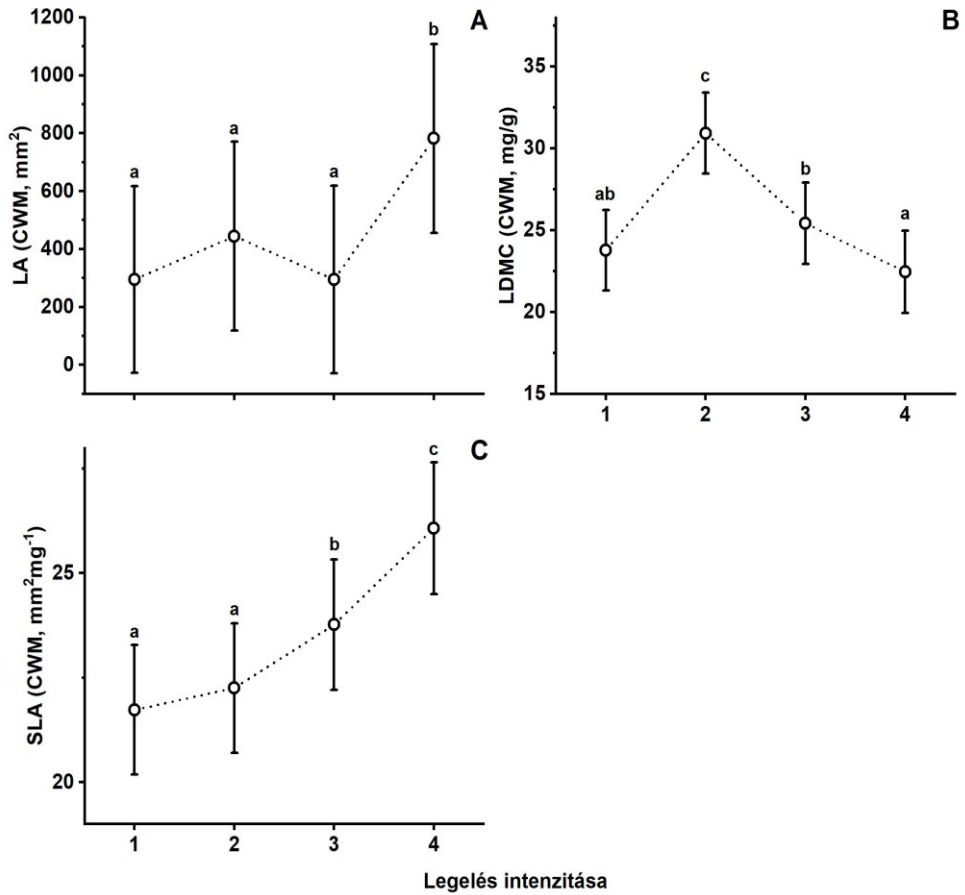 A
LA (CWM, mm²)
1200
1000
800
600
400
200
0
a
a
a
b
B
LDMC (CWM, mg/g)
35
30
25
20
15
ab
c
b
a
1 2 3 4
C
SLA (CWM, mm²mg⁻¹)
25
20
a
a
b
c
1 2 3 4
Legelés intenzitása